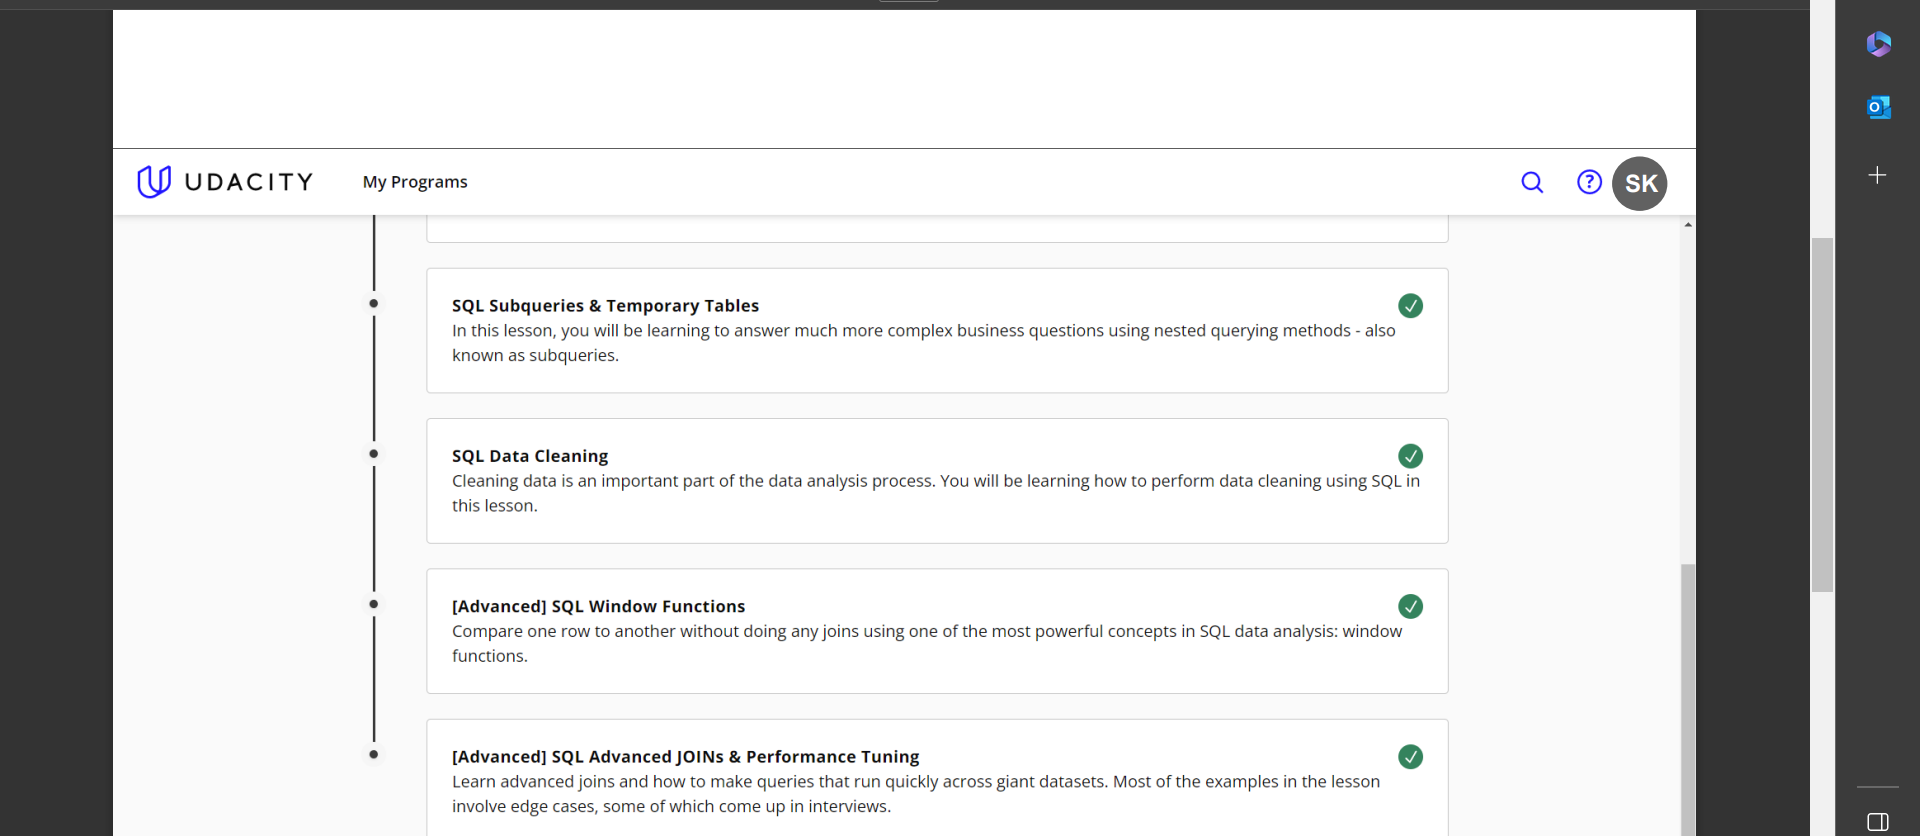 UDACITY
My Programs
SK
SQL Subqueries & Temporary Tables
In this lesson, you will be learning to answer much more complex business questions using nested querying methods - also
known as subqueries.
SQL Data Cleaning
Cleaning data is an important part of the data analysis process. You will be learning how to perform data cleaning using SQL in
this lesson.
[Advanced] SQL Window Functions
Compare one row to another without doing any joins using one of the most powerful concepts in SQL data analysis: window
functions.
[Advanced] SQL Advanced JOINs & Performance Tuning
Learn advanced joins and how to make queries that run quickly across giant datasets. Most of the examples in the lesson
involve edge cases, some of which come up in interviews.